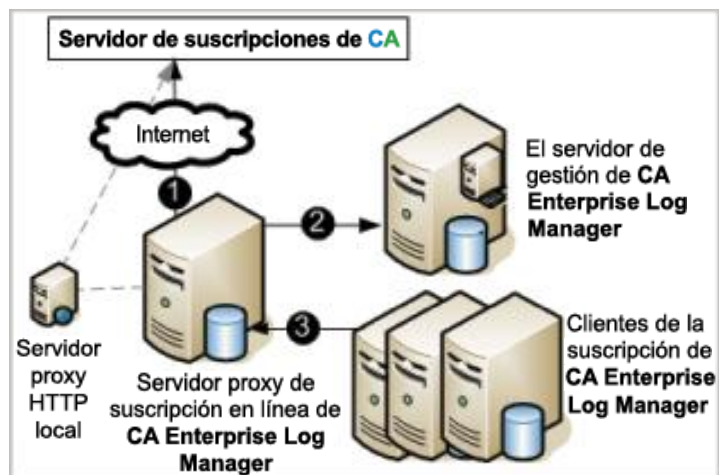 Servidor de suscripciones de CA
Internet
1
2
El servidor de
gestión de CA
Enterprise Log
Manager
3
Servidor
proxy
HTTP
local
Servidor proxy de
suscripción en línea de
CA Enterprise Log
Manager
Clientes de la
suscripción de
CA Enterprise
Log Manager